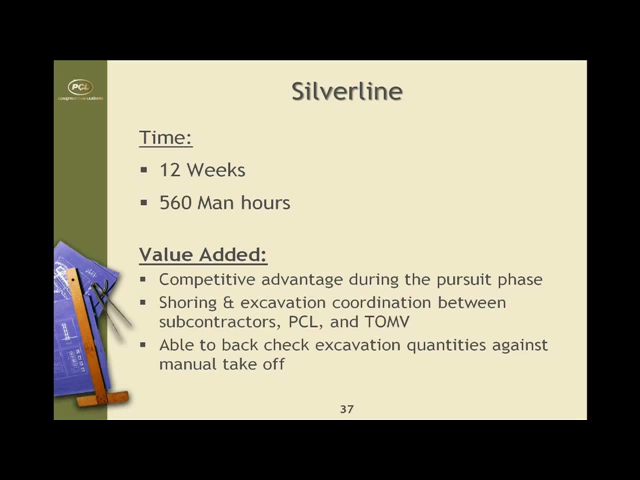 PCL
Silverline
Time:
▪ 12 Weeks
▪ 560 Man hours
Value Added:
▪ Competitive advantage during the pursuit phase
▪ Shoring & excavation coordination between
subcontractors, PCL, and TOMV
▪ Able to back check excavation quantities against
manual take off
37